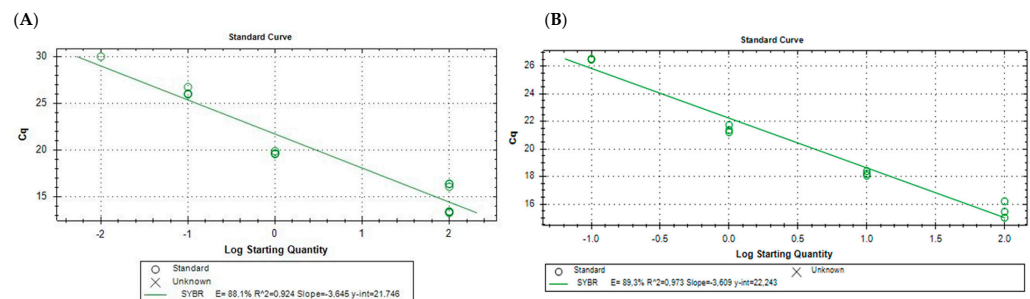 (A)
Standard Curve
30
25
20
15
Cq
-2
-1
0
1
2
Log Starting Quantity
Standard
Unknown
SYBR E= 88,1% R^2=0,924 Slope=-3,645 y-int=21,746
(B)
Standard Curve
26
24
22
20
18
16
Cq
-1.0
-0.5
0.0
0.5
1.0
1.5
2.0
Log Starting Quantity
Standard
Unknown
SYBR E= 89,3% R^2=0,973 Slope=-3,609 y-int=22,243